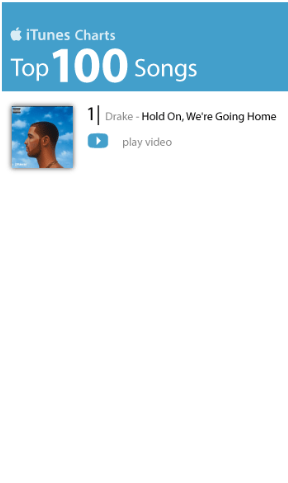 iTunes Charts
Top 100 Songs
1| Drake - Hold On, We're Going Home
play video